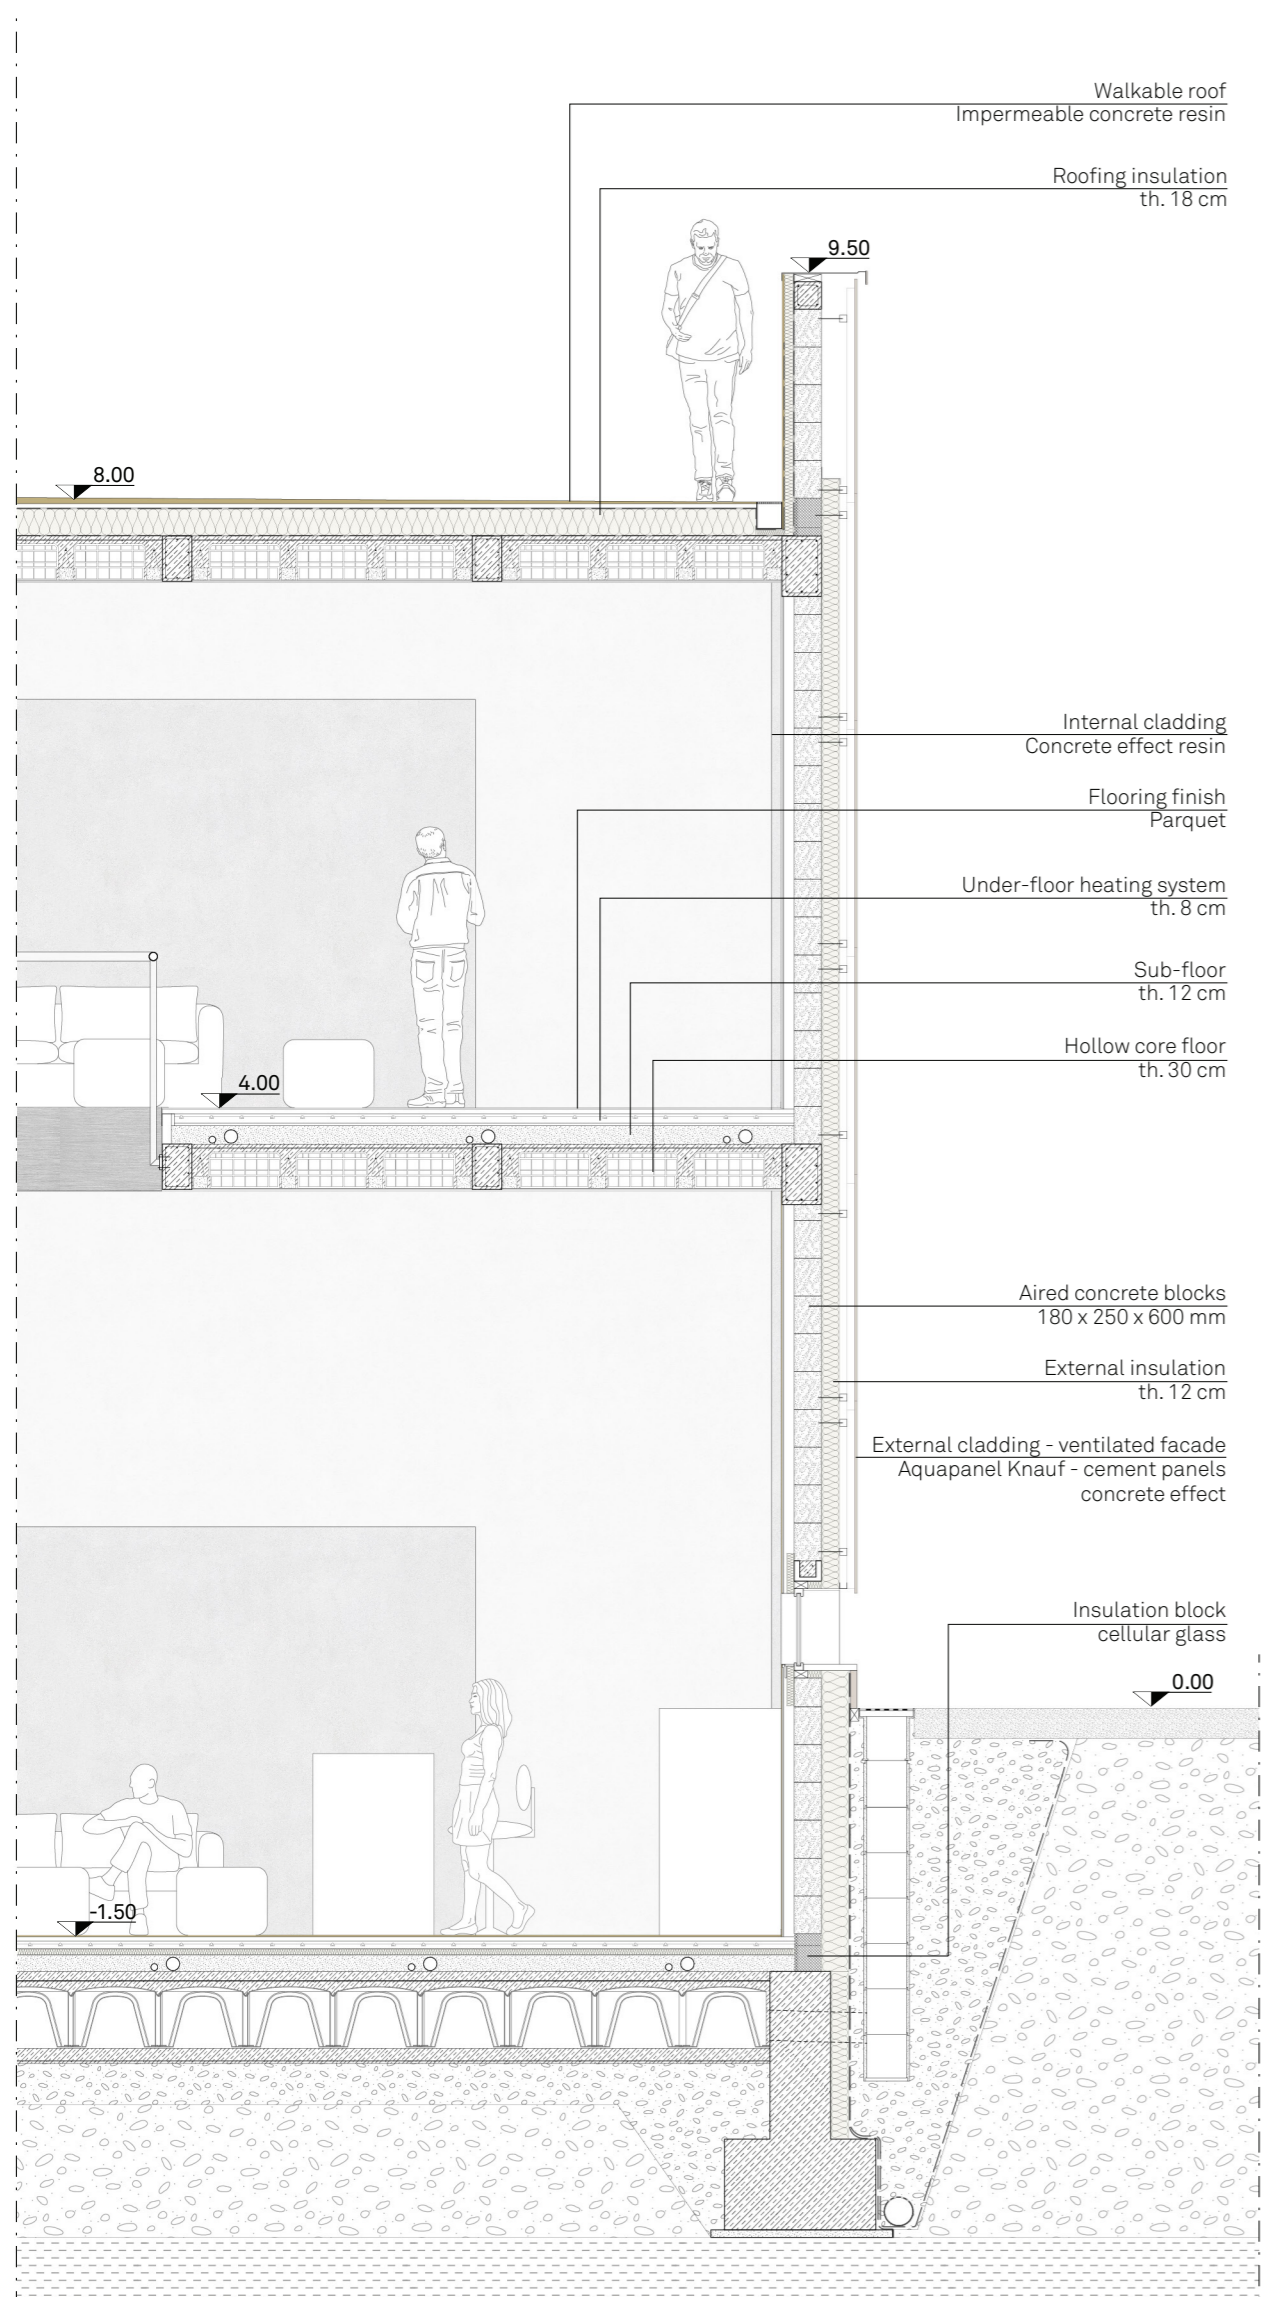 Walkable roof
Impermeable concrete resin
Roofing insulation
th. 18 cm
9.50
8.00
Internal cladding
Concrete effect resin
Flooring finish
Parquet
Under-floor heating system
th. 8 cm
Sub-floor
th. 12 cm
Hollow core floor
th. 30 cm
4.00
Aired concrete blocks
180 x 250 x 600 mm
External insulation
th. 12 cm
External cladding - ventilated facade
Aquapanel Knauf - cement panels
concrete effect
Insulation block
cellular glass
0.00
-1.50